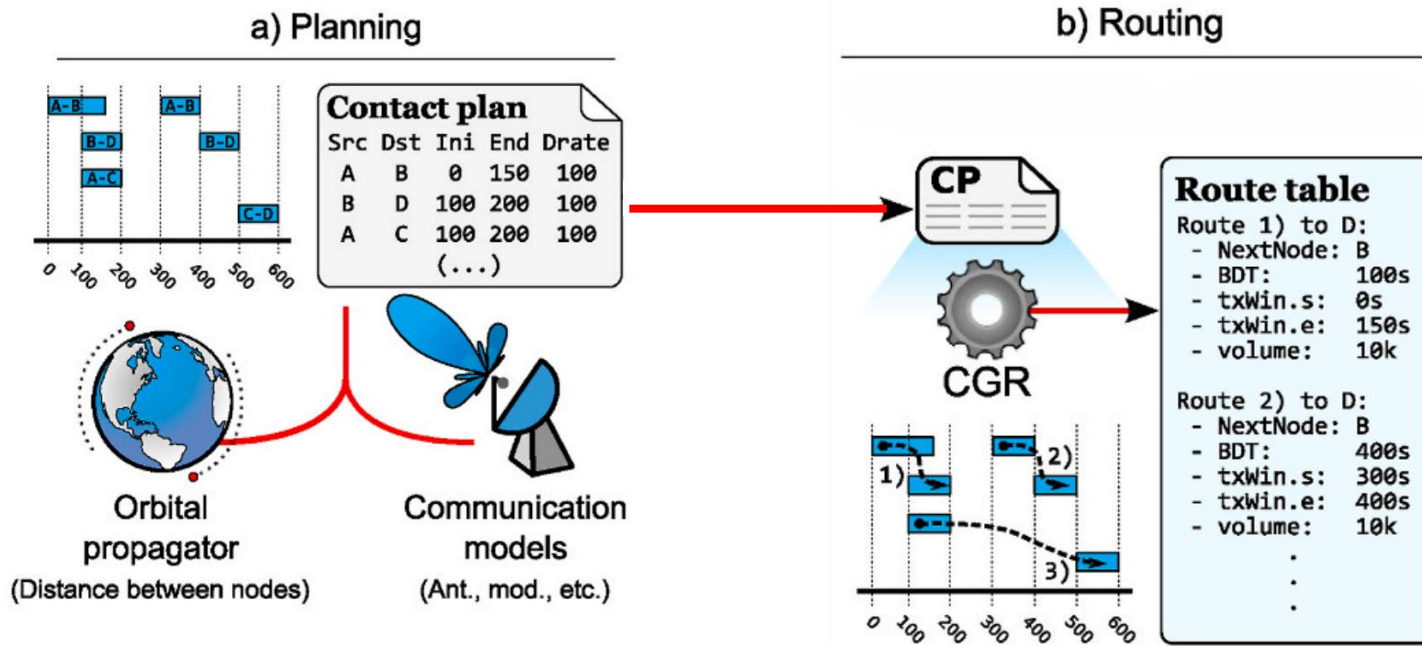 a) Planning
A-B
A-B
B-D
B-D
A-C
C-D
0 100 200 300 400 500 600
Contact plan
Src Dst Ini End Drate
A B 0 150 100
B D 100 200 100
A C 100 200 100
(...)
Orbital
propagator
(Distance between nodes)
Communication
models
(Ant., mod., etc.)
b) Routing
CP
CGR
1)
2)
3)
0 100 200 300 400 500 600
Route table
Route 1) to D:
- NextNode: B
- BDT: 100s
- txWin.s: 0s
- txWin.e: 150s
- volume: 10k
Route 2) to D:
- NextNode: B
- BDT: 400s
- txWin.s: 300s
- txWin.e: 400s
- volume: 10k
.
.
.